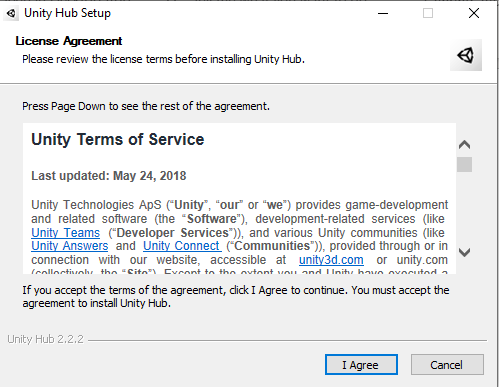 Unity Hub Setup
License Agreement
Please review the license terms before installing Unity Hub.
Press Page Down to see the rest of the agreement.
Unity Terms of Service
Last updated: May 24, 2018
Unity Technologies ApS (“Unity”, “our” or “we”) provides game-development
and related software (the “Software”), development-related services (like
Unity Teams (“Developer Services”)), and various Unity communities (like
Unity Answers and Unity Connect (“Communities”)), provided through or in
connection with our website, accessible at unity3d.com or unity.com
(collectively, the “Site”). Except to the extent you and Unity have executed a
If you accept the terms of the agreement, click I Agree to continue. You must accept the
agreement to install Unity Hub.
Unity Hub 2.2.2
I Agree
Cancel